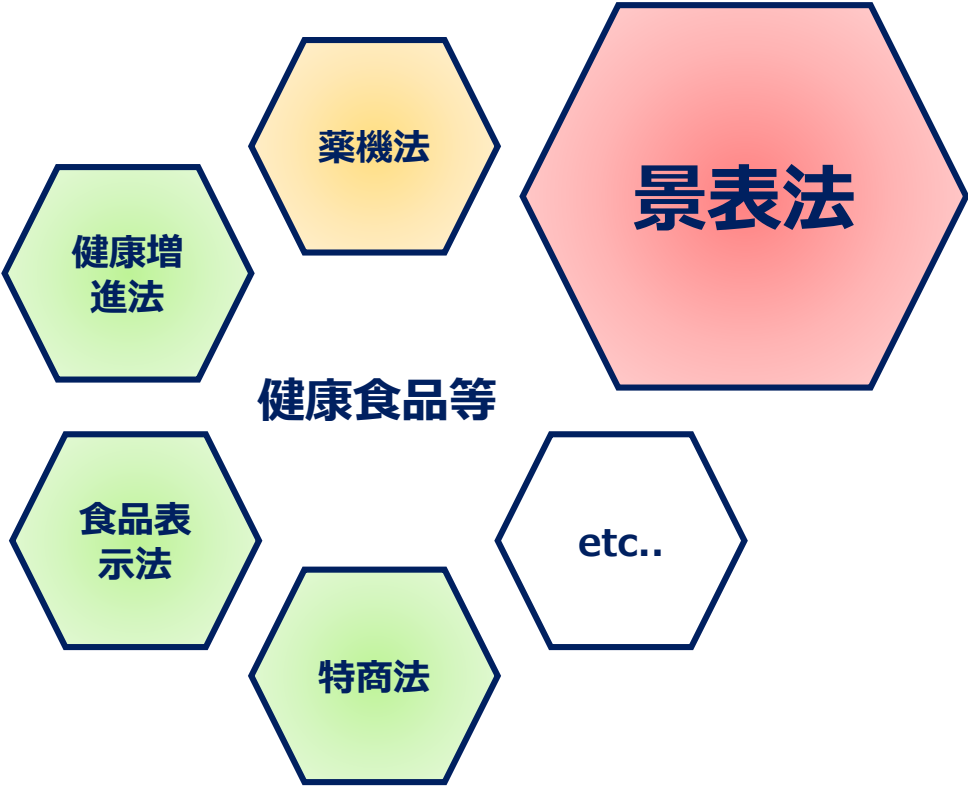 薬機法
景表法
健康増
進法
健康食品等
食品表
示法
etc..
特商法